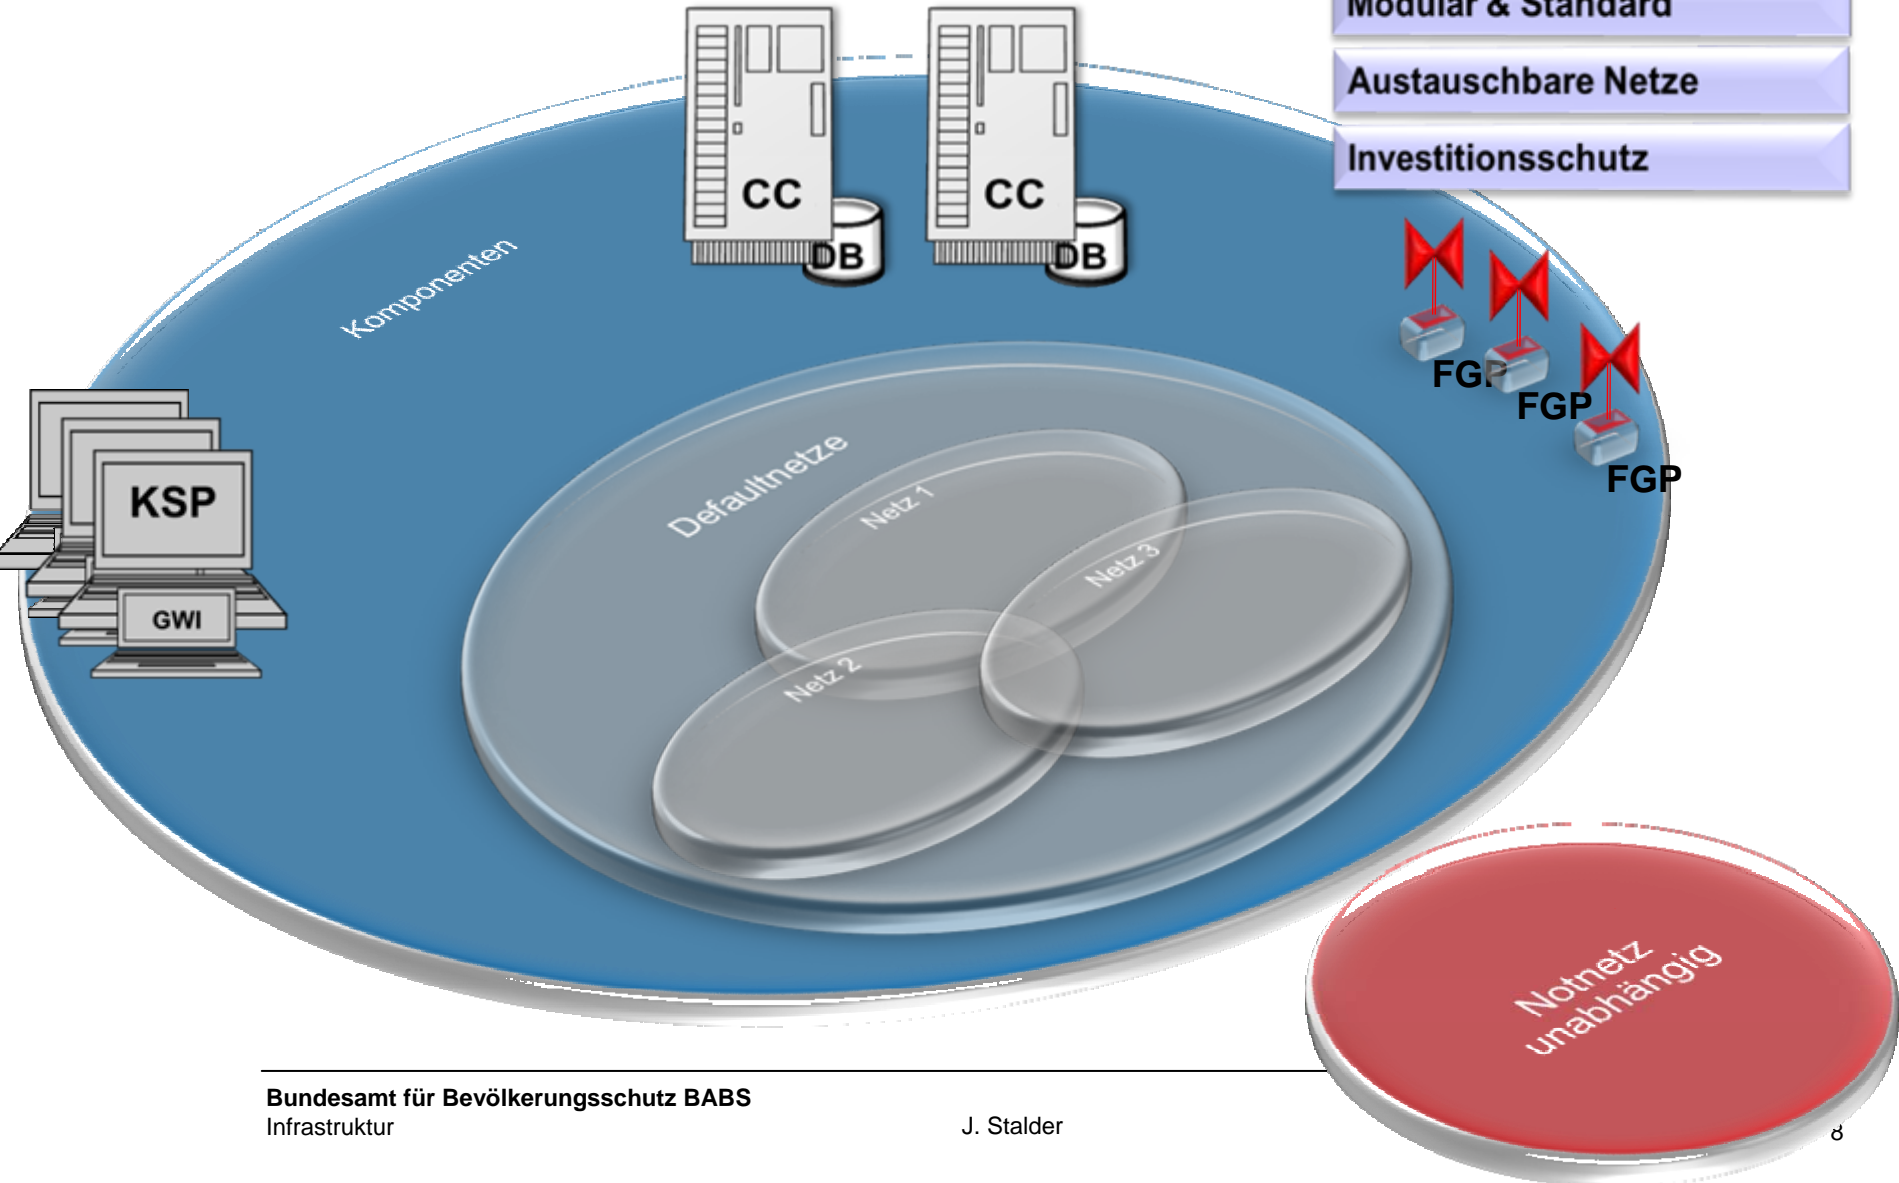 Modular & Standard
Austauschbare Netze
Investitionsschutz
CC
DB
CC
DB
Komponenten
FGP
FGP
FGP
KSP
GWI
Defaultnetze
Netz 1
Netz 3
Netz 2
Notnetz
unabhängig
Bundesamt für Bevölkerungsschutz BABS
Infrastruktur
J. Stalder
8